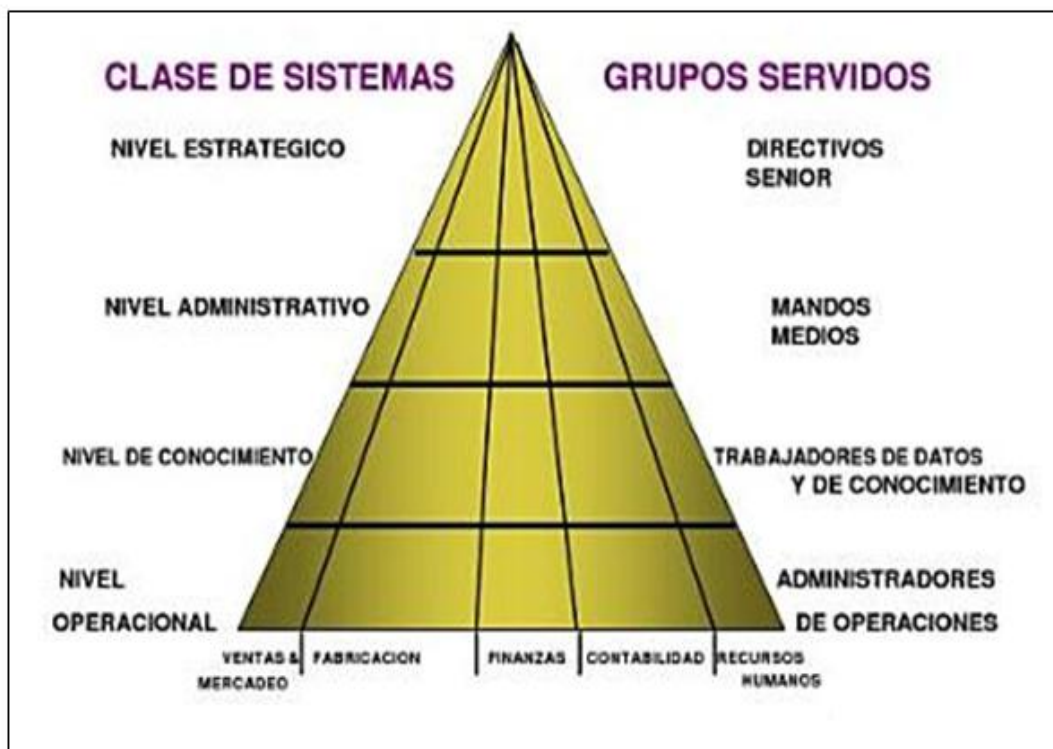 CLASE DE SISTEMAS
GRUPOS SERVIDOS
NIVEL ESTRATEGICO
DIRECTIVOS
SENIOR
NIVEL ADMINISTRATIVO
MANDOS
MEDIOS
NIVEL DE CONOCIMIENTO
TRABAJADORES DE DATOS
Y DE CONOCIMIENTO
NIVEL
OPERACIONAL
ADMINISTRADORES
DE OPERACIONES
VENTAS &
MERCADEO
FABRICACION
FINANZAS
CONTABILIDAD
RECURSOS
HUMANOS